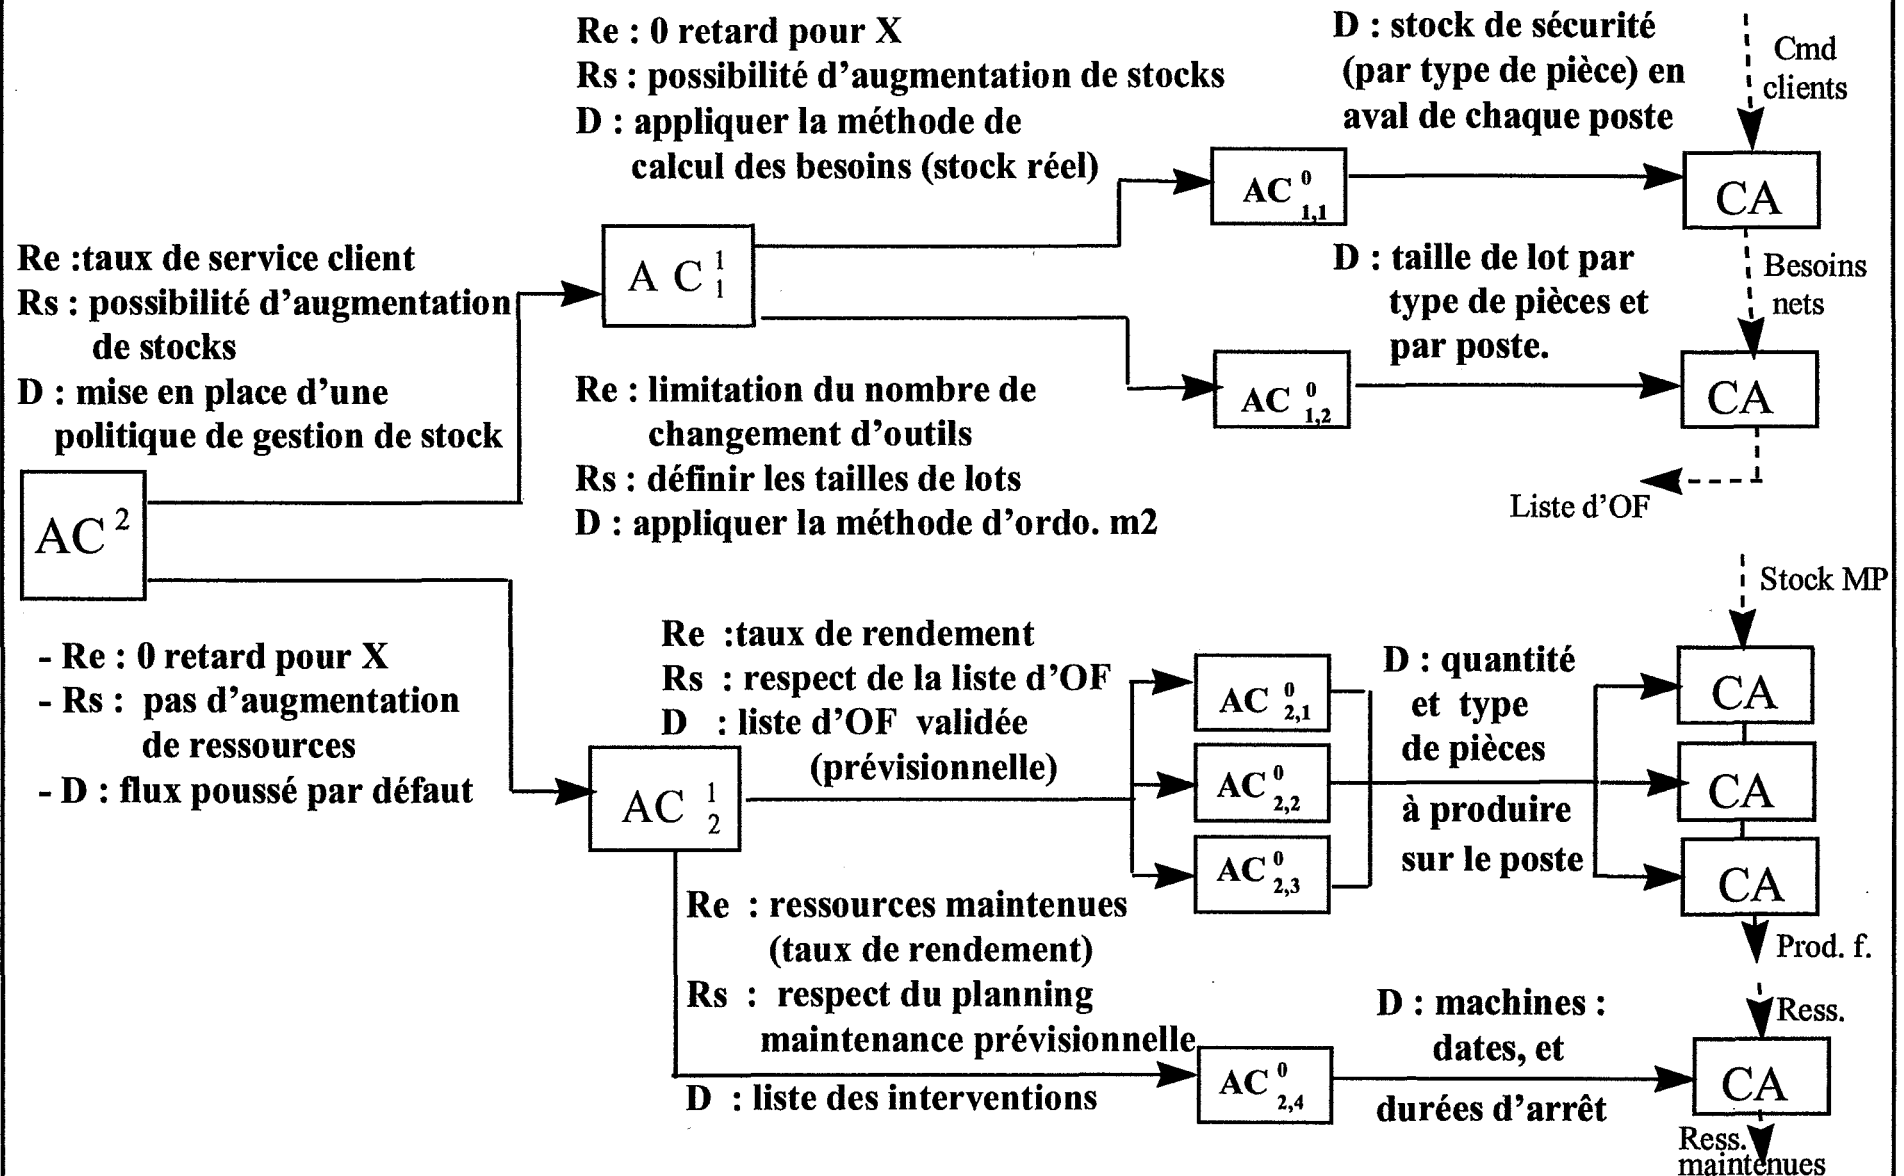 Re : 0 retard pour X
Rs : possibilité d'augmentation de stocks
D : appliquer la méthode de
calcul des besoins (stock réel)
D : stock de sécurité
(par type de pièce) en
aval de chaque poste
Cmd
clients
AC 0 1,1
CA
Re :taux de service client
Rs : possibilité d'augmentation
de stocks
D : mise en place d'une
politique de gestion de stock
A C 1 1
D : taille de lot par
type de pièces et
par poste.
Besoins
nets
Re : limitation du nombre de
changement d'outils
Rs : définir les tailles de lots
D : appliquer la méthode d'ordo. m2
AC 0 1,2
CA
Liste d'OF
AC 2
- Re : 0 retard pour X
- Rs : pas d'augmentation
de ressources
- D : flux poussé par défaut
Re :taux de rendement
Rs : respect de la liste d'OF
D : liste d'OF validée
(prévisionnelle)
AC 1 2
Stock MP
AC 0 2,1
AC 0 2,2
AC 0 2,3
D : quantité
et type
de pièces
à produire
sur le poste
CA
CA
CA
Prod. f.
Re : ressources maintenues
(taux de rendement)
Rs : respect du planning
maintenance prévisionnelle
D : liste des interventions
AC 0 2,4
D : machines :
dates, et
durées d'arrêt
Ress.
CA
Ress.
maintenues